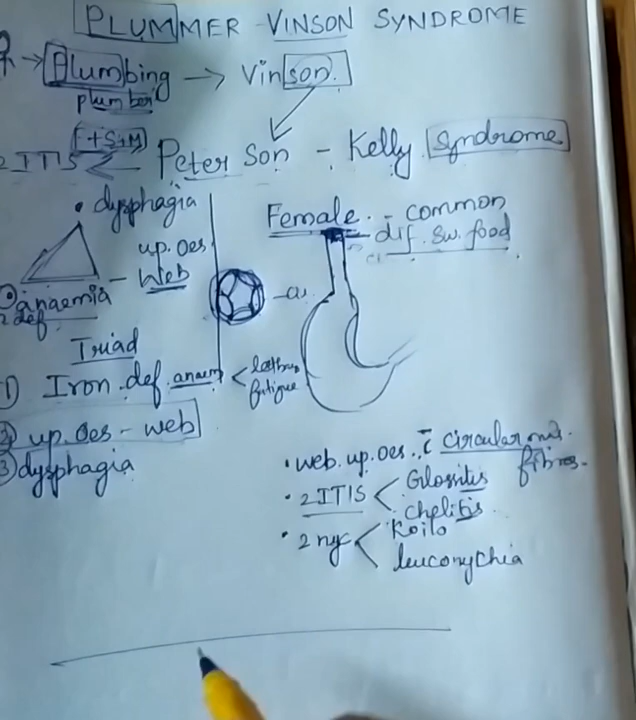 PLUMMER - VINSON SYNDROME
→ Plumbing → Vinson.
plumber
F+S+M
2 ITIS Peter Son - Kelly Syndrome
• dysphagia
Female. - common
dif. sw. food
up. oes
- Web
anaemia
def
Triad
① Iron. def. anaem < 
fatigue
② up. Oes - web
③ dysphagia
• web. up. oes. c̄ circular mus.
fibres.
• 2 ITIS < Glossitis
Chelitis.
• 2 nyc < Koilo
leuconychia